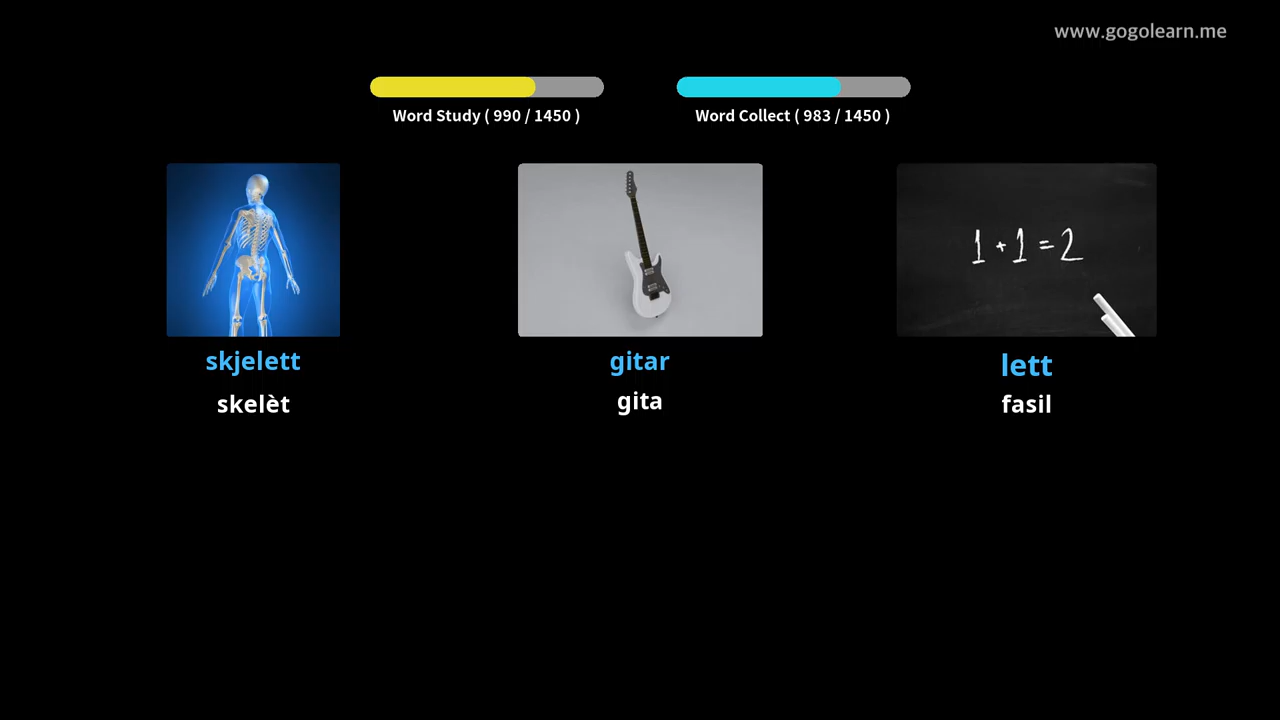 www.gogolearn.me
Word Study ( 990 / 1450 )
Word Collect ( 983 / 1450 )
1 + 1 = 2
skjelett
gitar
lett
skelèt
gita
fasil